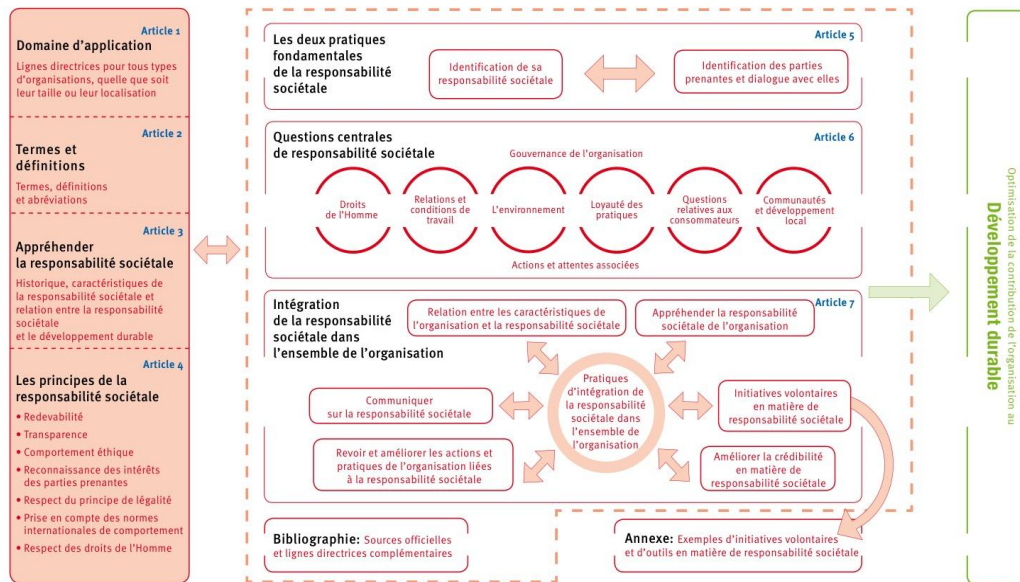 Article 1
Domaine d'application
Lignes directrices pour tous types
d'organisations, quelle que soit
leur taille ou leur localisation
Article 2
Termes et
définitions
Termes, définitions
et abréviations
Article 3
Appréhender
la responsabilité sociétale
Historique, caractéristiques de
la responsabilité sociétale et
relation entre la responsabilité
sociétale
et le développement durable
Article 4
Les principes de la
responsabilité sociétale
• Redevabilité
• Transparence
• Comportement éthique
• Reconnaissance des intérêts
des parties prenantes
• Respect du principe de légalité
• Prise en compte des normes
internationales de comportement
• Respect des droits de l'Homme
Les deux pratiques
fondamentales
de la responsabilité
sociétale
Article 5
Identification de sa
responsabilité sociétale
Identification des parties
prenantes et dialogue avec elles
Questions centrales
de responsabilité sociétale
Article 6
Gouvernance de l'organisation
Droits
de l'Homme
Relations et
conditions de
travail
L'environnement
Loyauté des
pratiques
Questions
relatives aux
consommateurs
Communautés
et développement
local
Actions et attentes associées
Intégration
de la responsabilité
sociétale dans
l'ensemble de l'organisation
Article 7
Relation entre les caractéristiques de
l'organisation et la responsabilité sociétale
Appréhender la responsabilité
sociétale de l'organisation
Communiquer
sur la responsabilité sociétale
Pratiques
d'intégration de
la responsabilité
sociétale dans
l'ensemble de
l'organisation
Initiatives volontaires
en matière de
responsabilité sociétale
Revoir et améliorer les actions et
pratiques de l'organisation liées
à la responsabilité sociétale
Améliorer la crédibilité
en matière de
responsabilité sociétale
Bibliographie: Sources officielles
et lignes directrices complémentaires
Annexe: Exemples d'initiatives volontaires
et d'outils en matière de responsabilité sociétale
Optimisation de la contribution de l'organisation au
Développement durable